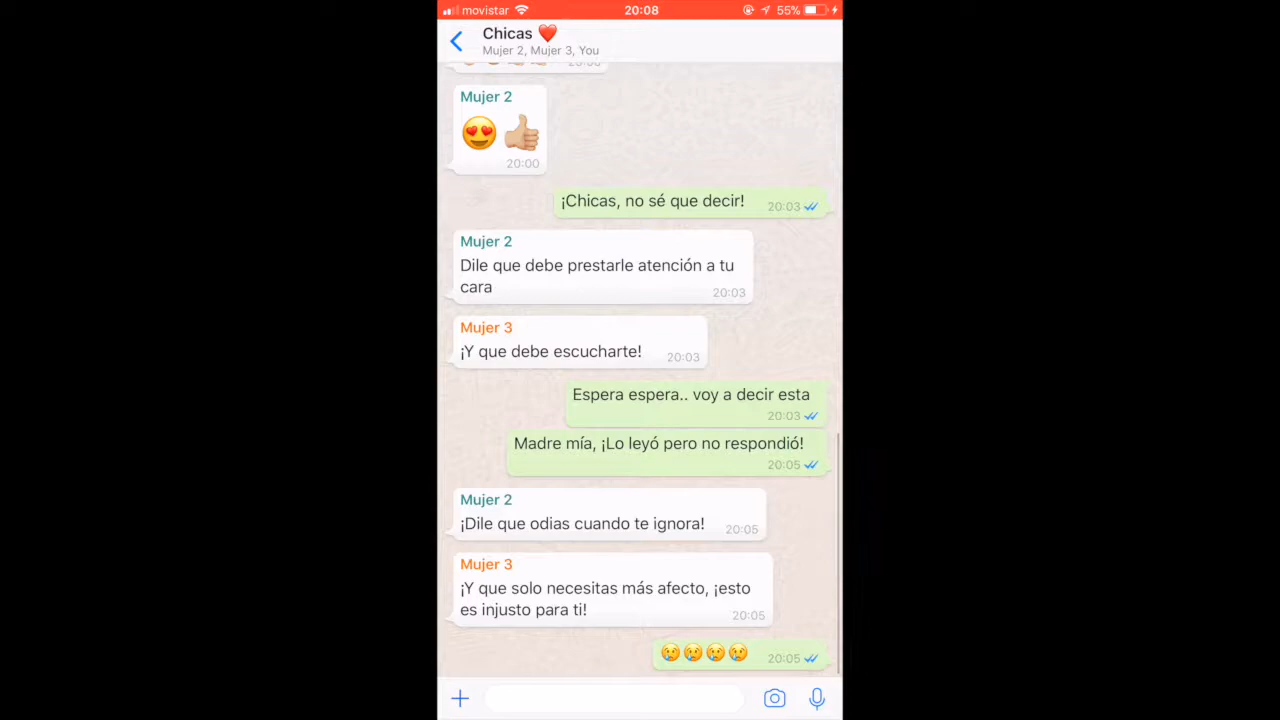 movistar 20:08 55%
Chicas ❤️
Mujer 2, Mujer 3, You
Mujer 2
😍👍🏼
20:00
¡Chicas, no sé que decir! 20:03
Mujer 2
Dile que debe prestarle atención a tu
cara 20:03
Mujer 3
¡Y que debe escucharte! 20:03
Espera espera.. voy a decir esta
20:03
Madre mía, ¡Lo leyó pero no respondió!
20:05
Mujer 2
¡Dile que odias cuando te ignora! 20:05
Mujer 3
¡Y que solo necesitas más afecto, ¡esto
es injusto para ti! 20:05
😢😢😢😢 20:05